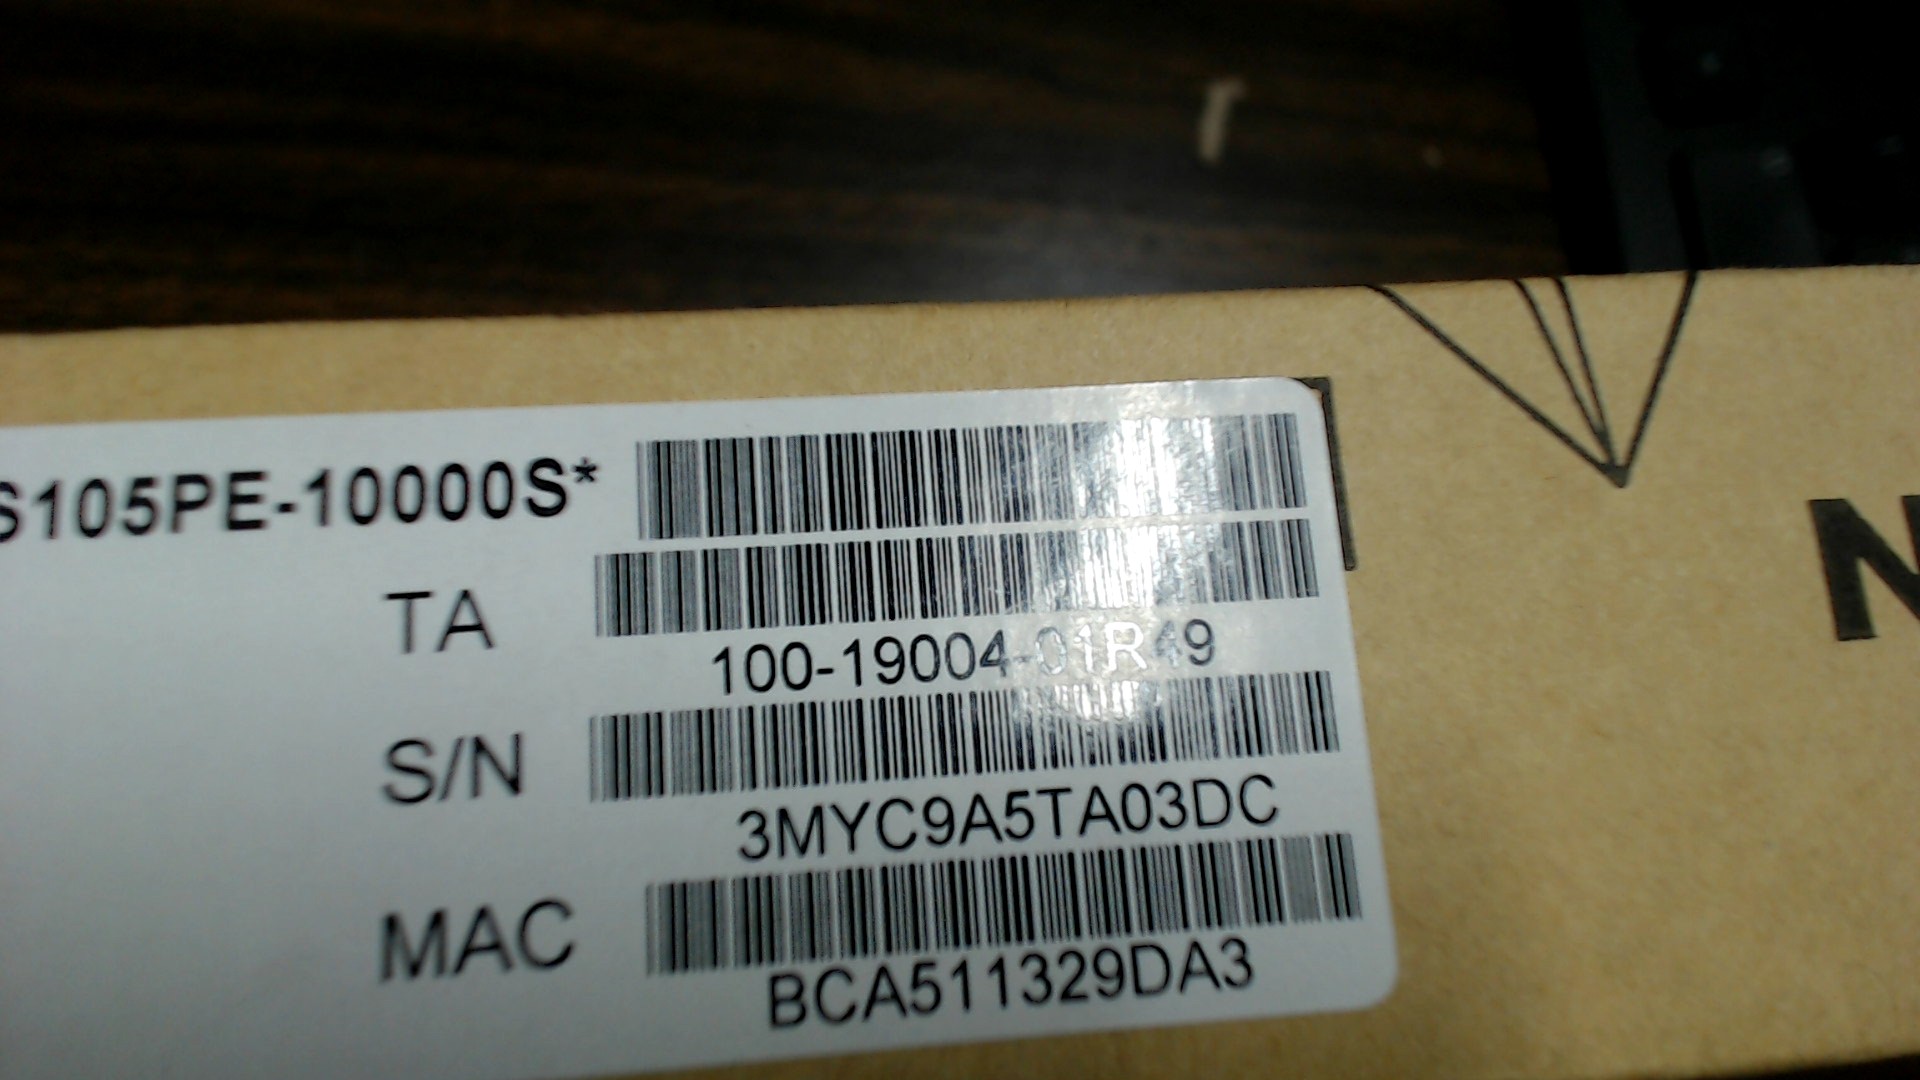 S105PE-10000S*
TA
100-19004-01R49
S/N
3MYC9A5TA03DC
MAC
BCA511329DA3
N